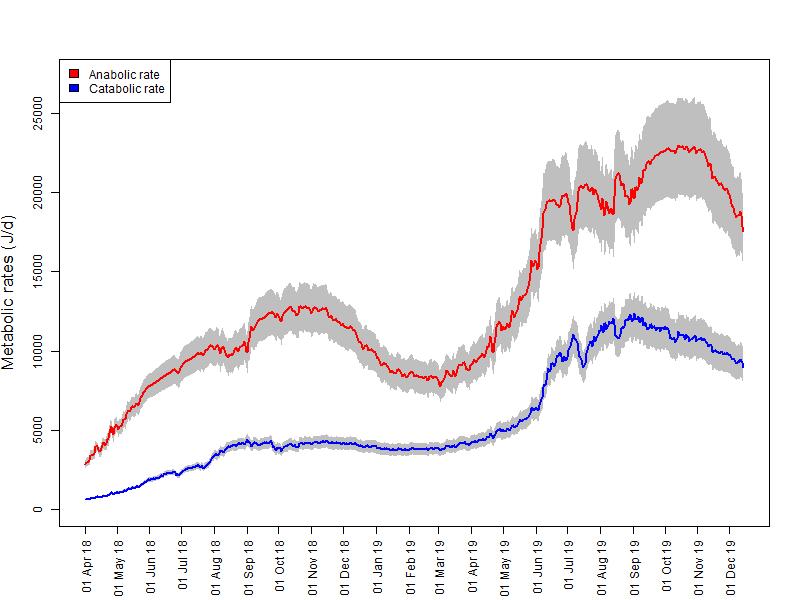 Anabolic rate
Catabolic rate
Metabolic rates (J/d)
25000
20000
15000
10000
5000
0
01 Apr 18
01 May 18
01 Jun 18
01 Jul 18
01 Aug 18
01 Sep 18
01 Oct 18
01 Nov 18
01 Dec 18
01 Jan 19
01 Feb 19
01 Mar 19
01 Apr 19
01 May 19
01 Jun 19
01 Jul 19
01 Aug 19
01 Sep 19
01 Oct 19
01 Nov 19
01 Dec 19